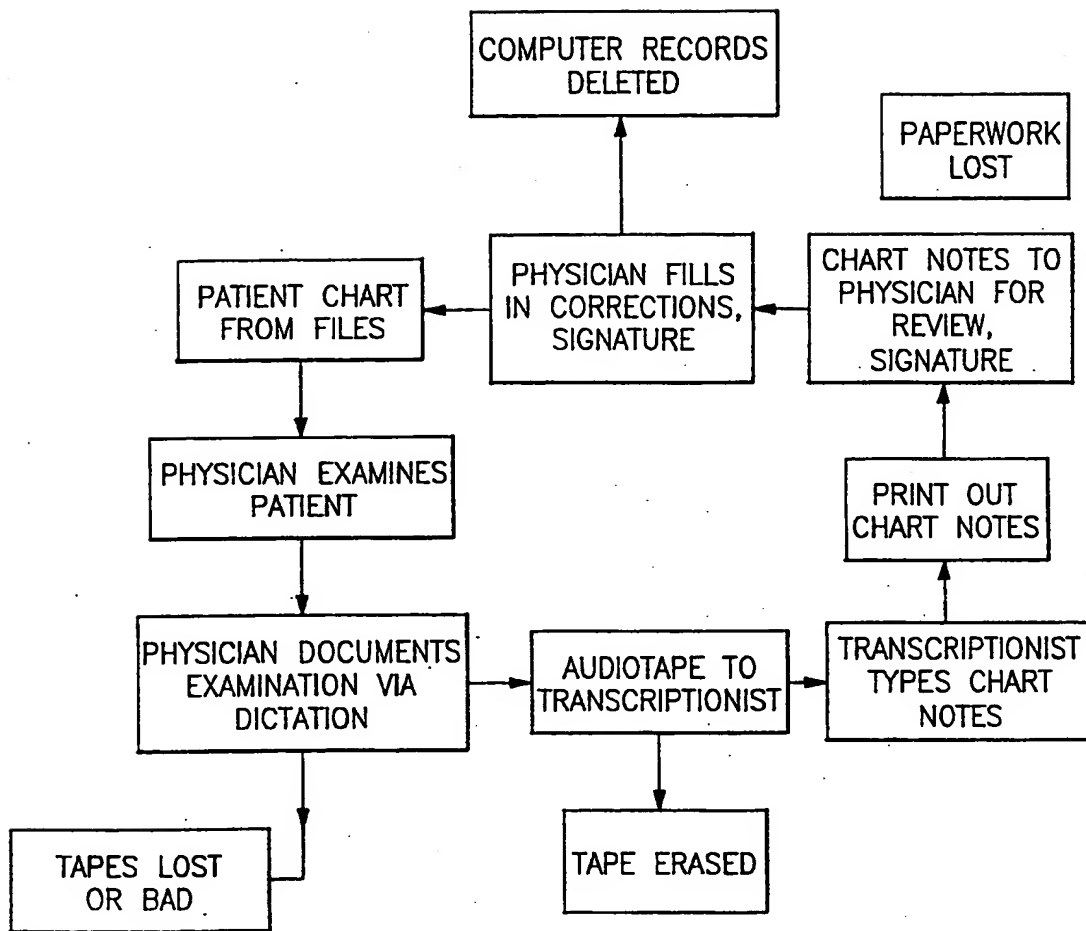 COMPUTER RECORDS
DELETED
PAPERWORK
LOST
PATIENT CHART
FROM FILES
PHYSICIAN FILLS
IN CORRECTIONS,
SIGNATURE
CHART NOTES TO
PHYSICIAN FOR
REVIEW,
SIGNATURE
PHYSICIAN EXAMINES
PATIENT
PRINT OUT
CHART NOTES
PHYSICIAN DOCUMENTS
EXAMINATION VIA
DICTATION
AUDIOTAPE TO
TRANSCRIPTIONIST
TRANSCRIPTIONIST
TYPES CHART
NOTES
TAPES LOST
OR BAD
TAPE ERASED